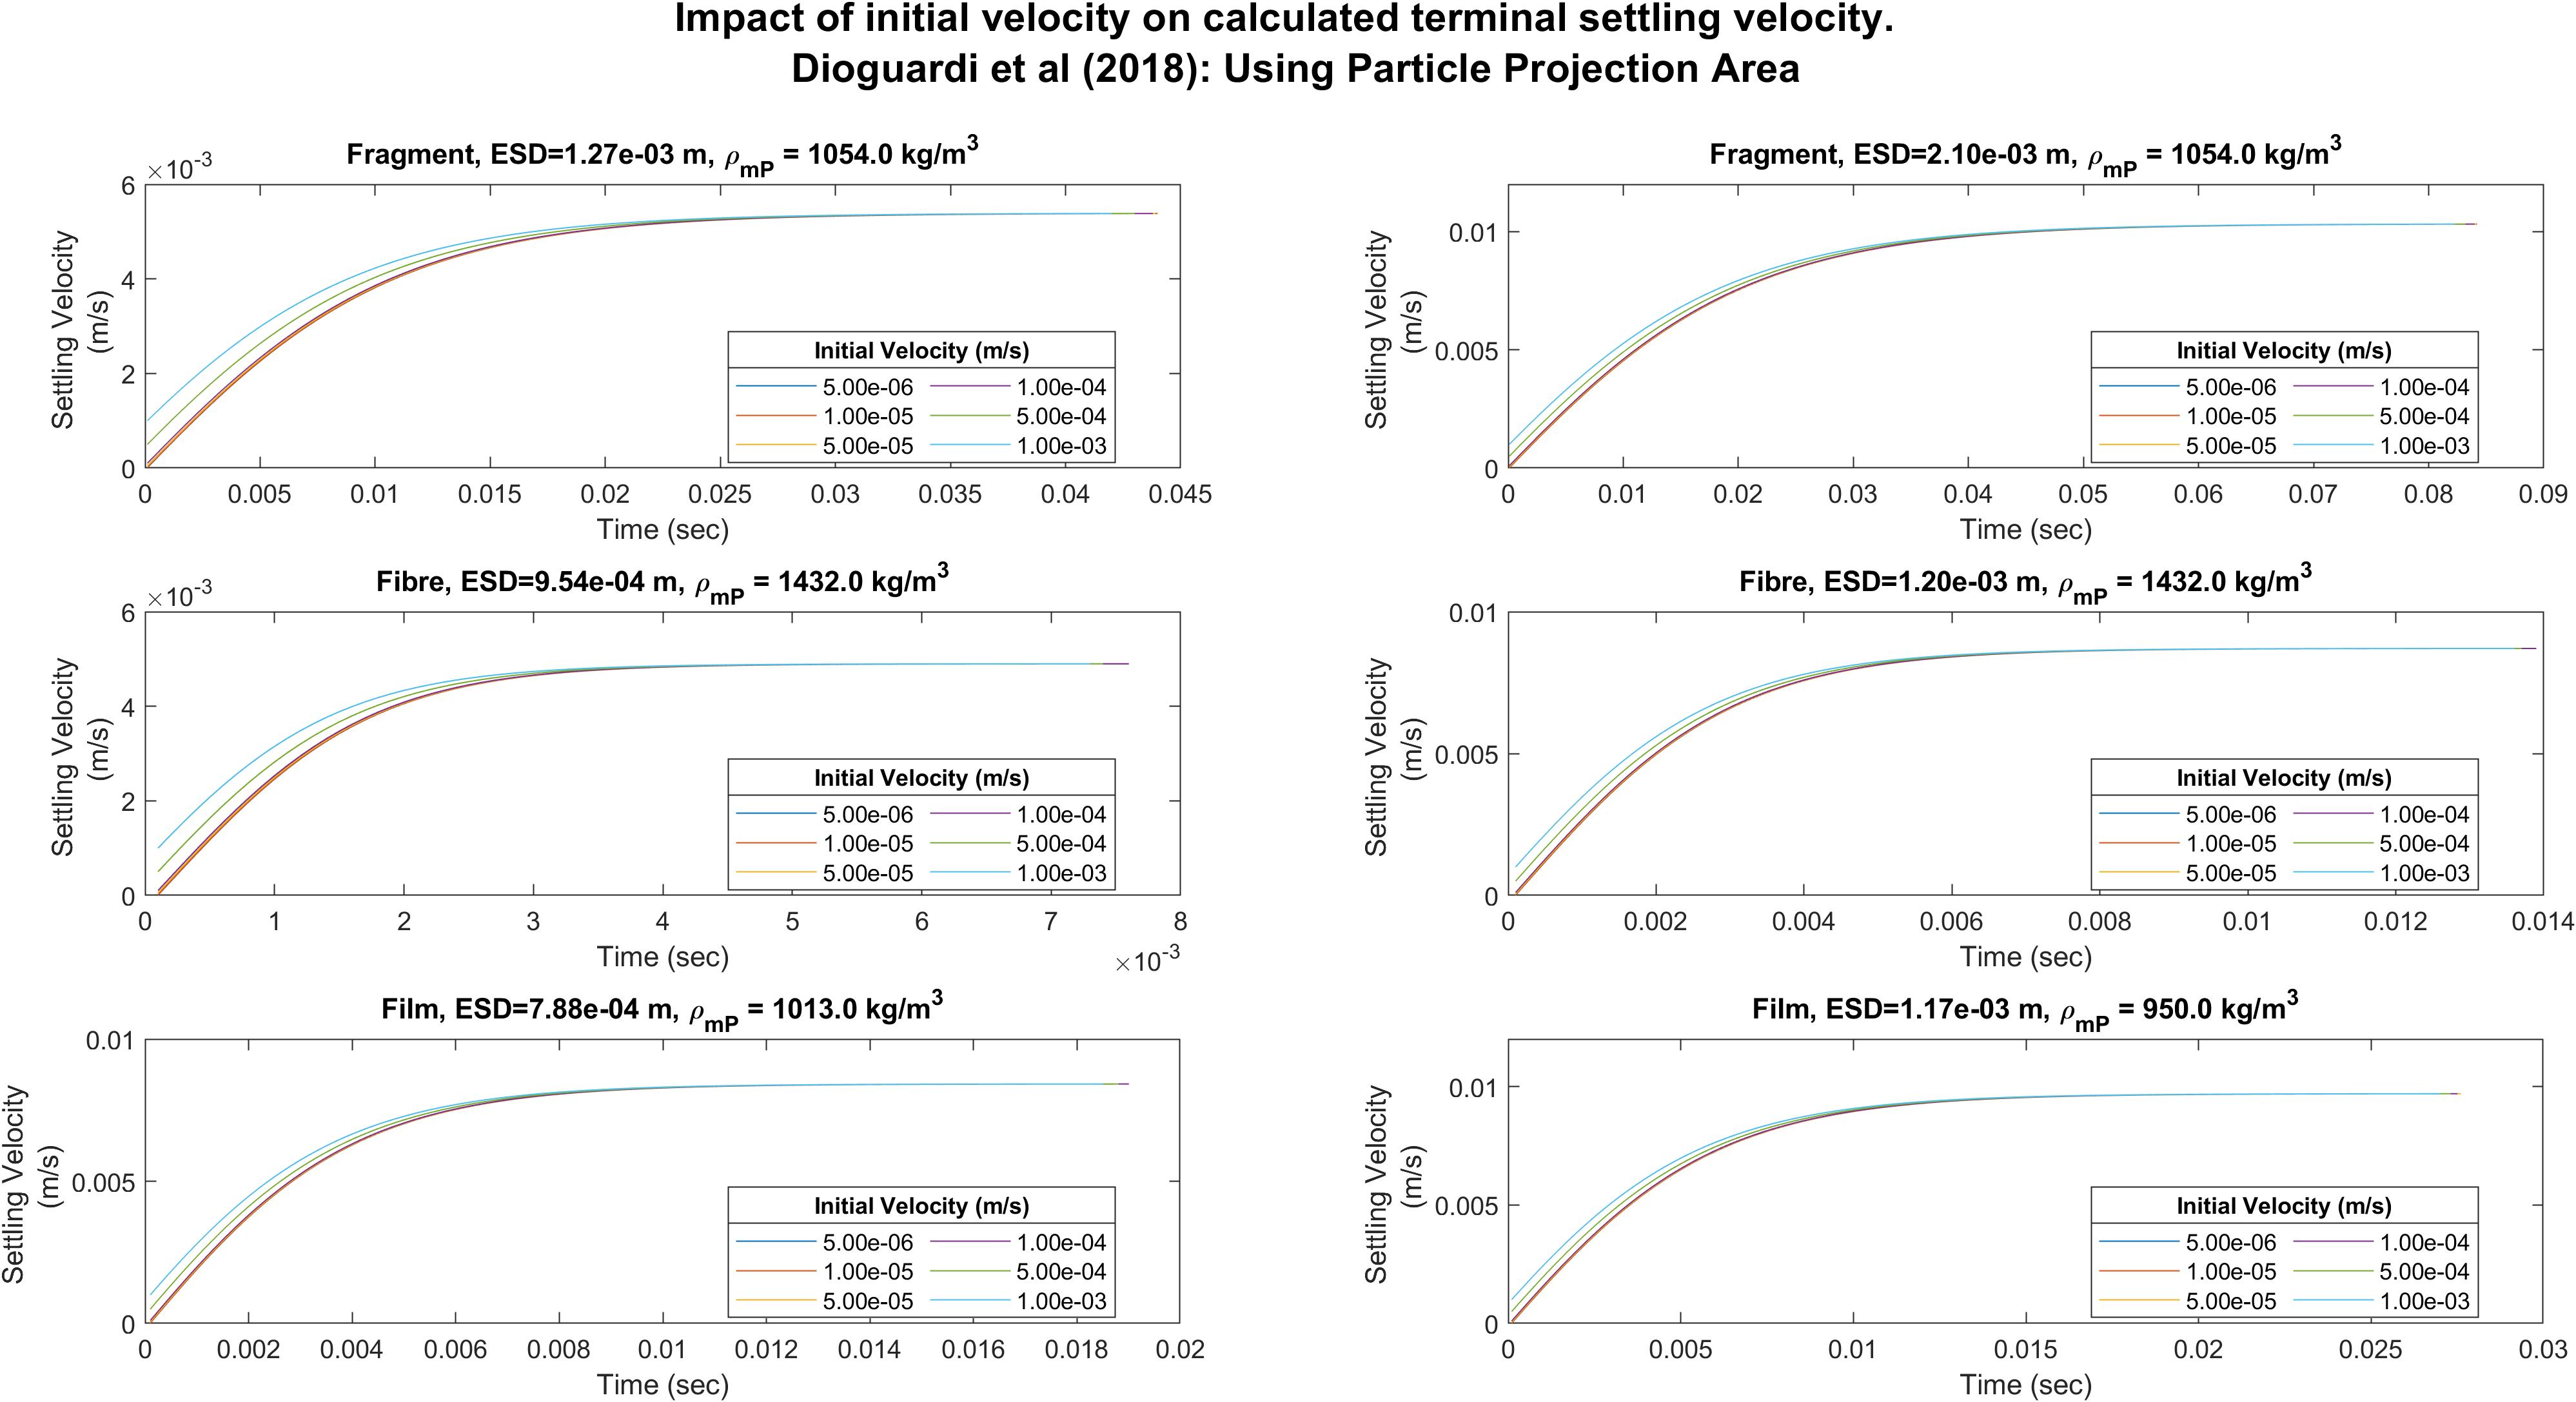 Impact of initial velocity on calculated terminal settling velocity.
Dioguardi et al (2018): Using Particle Projection Area
Fragment, ESD=1.27e-03 m, ρmP = 1054.0 kg/m3
×10-3
6
4
2
0
Settling Velocity
(m/s)
0 0.005 0.01 0.015 0.02 0.025 0.03 0.035 0.04 0.045
Time (sec)
Initial Velocity (m/s)
5.00e-06 1.00e-04
1.00e-05 5.00e-04
5.00e-05 1.00e-03
Fragment, ESD=2.10e-03 m, ρmP = 1054.0 kg/m3
0.01
0.005
0
Settling Velocity
(m/s)
0 0.01 0.02 0.03 0.04 0.05 0.06 0.07 0.08 0.09
Time (sec)
Initial Velocity (m/s)
5.00e-06 1.00e-04
1.00e-05 5.00e-04
5.00e-05 1.00e-03
Fibre, ESD=9.54e-04 m, ρmP = 1432.0 kg/m3
×10-3
6
4
2
0
Settling Velocity
(m/s)
0 1 2 3 4 5 6 7 8
Time (sec)
×10-3
Initial Velocity (m/s)
5.00e-06 1.00e-04
1.00e-05 5.00e-04
5.00e-05 1.00e-03
Fibre, ESD=1.20e-03 m, ρmP = 1432.0 kg/m3
0.01
0.005
0
Settling Velocity
(m/s)
0 0.002 0.004 0.006 0.008 0.01 0.012 0.014
Time (sec)
Initial Velocity (m/s)
5.00e-06 1.00e-04
1.00e-05 5.00e-04
5.00e-05 1.00e-03
Film, ESD=7.88e-04 m, ρmP = 1013.0 kg/m3
0.01
0.005
0
Settling Velocity
(m/s)
0 0.002 0.004 0.006 0.008 0.01 0.012 0.014 0.016 0.018 0.02
Time (sec)
Initial Velocity (m/s)
5.00e-06 1.00e-04
1.00e-05 5.00e-04
5.00e-05 1.00e-03
Film, ESD=1.17e-03 m, ρmP = 950.0 kg/m3
0.01
0.005
0
Settling Velocity
(m/s)
0 0.005 0.01 0.015 0.02 0.025 0.03
Time (sec)
Initial Velocity (m/s)
5.00e-06 1.00e-04
1.00e-05 5.00e-04
5.00e-05 1.00e-03